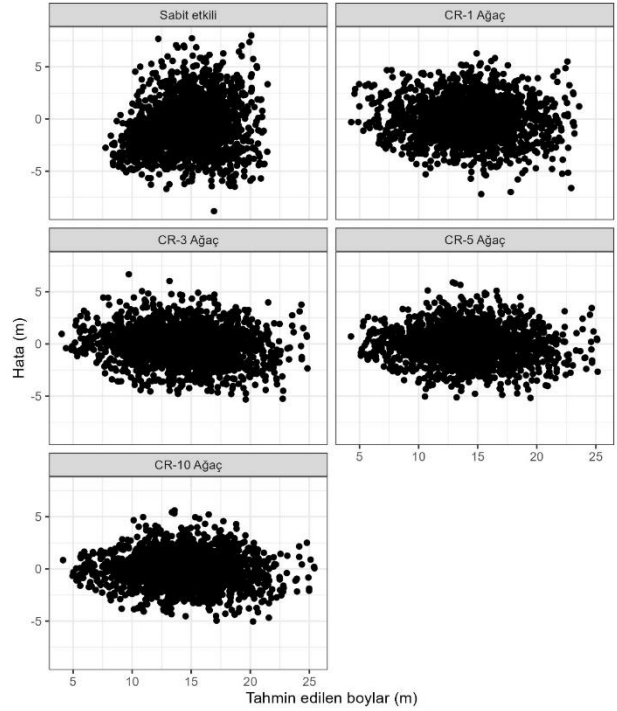 Sabit etkili
CR-1 Ağaç
5
0
-5
CR-3 Ağaç
CR-5 Ağaç
5
0
-5
5 10 15 20 25
CR-10 Ağaç
5
0
-5
5 10 15 20 25
Hata (m)
Tahmin edilen boylar (m)